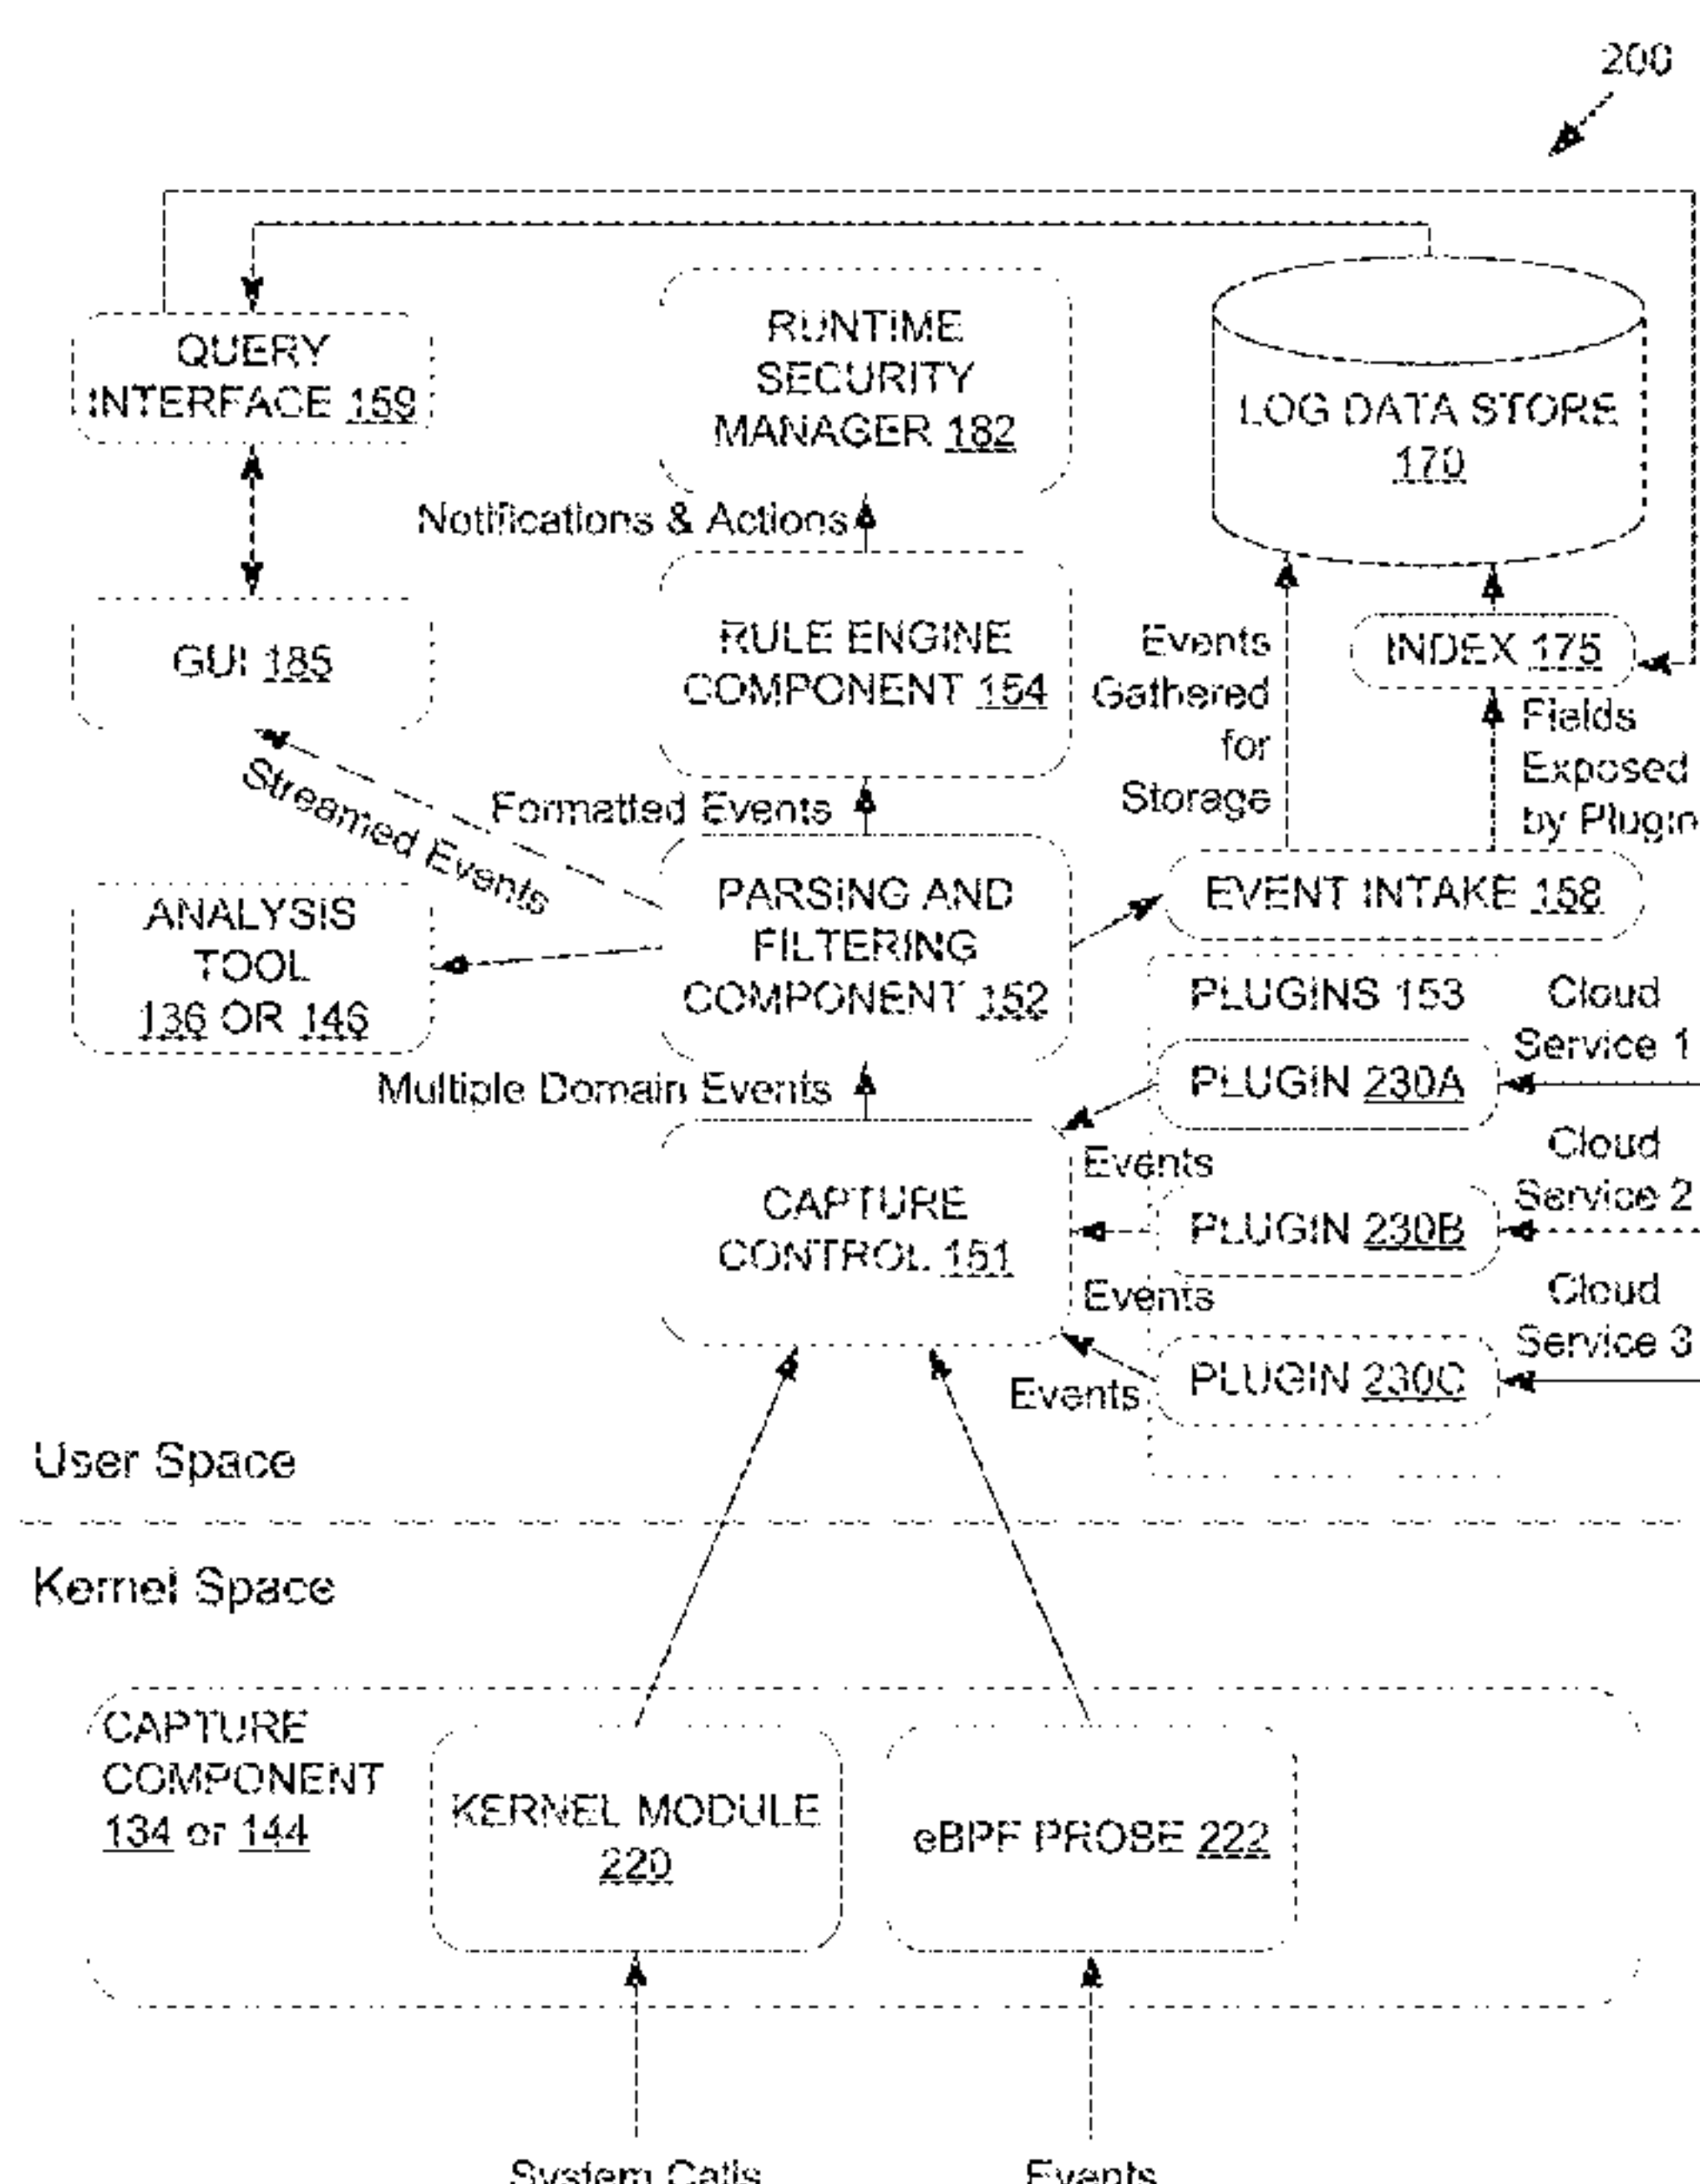 200
QUERY
INTERFACE 159
RUNTIME
SECURITY
MANAGER 182
LOG DATA STORE
170
Notifications & Actions
GUI 185
RULE ENGINE
COMPONENT 154
Events
Gathered
for
Storage
INDEX 175
Fields
Exposed
by Plugin
Streamed Events
Formatted Events
ANALYSIS
TOOL
136 OR 146
PARSING AND
FILTERING
COMPONENT 152
EVENT INTAKE 158
PLUGINS 153
Cloud
Service 1
PLUGIN 230A
Multiple Domain Events
Events
Cloud
Service 2
CAPTURE
CONTROL 151
PLUGIN 230B
Events
Cloud
Service 3
PLUGIN 230C
Events
User Space
Kernel Space
CAPTURE
COMPONENT
134 or 144
KERNEL MODULE
220
eBPF PROBE 222
System Calls
Events